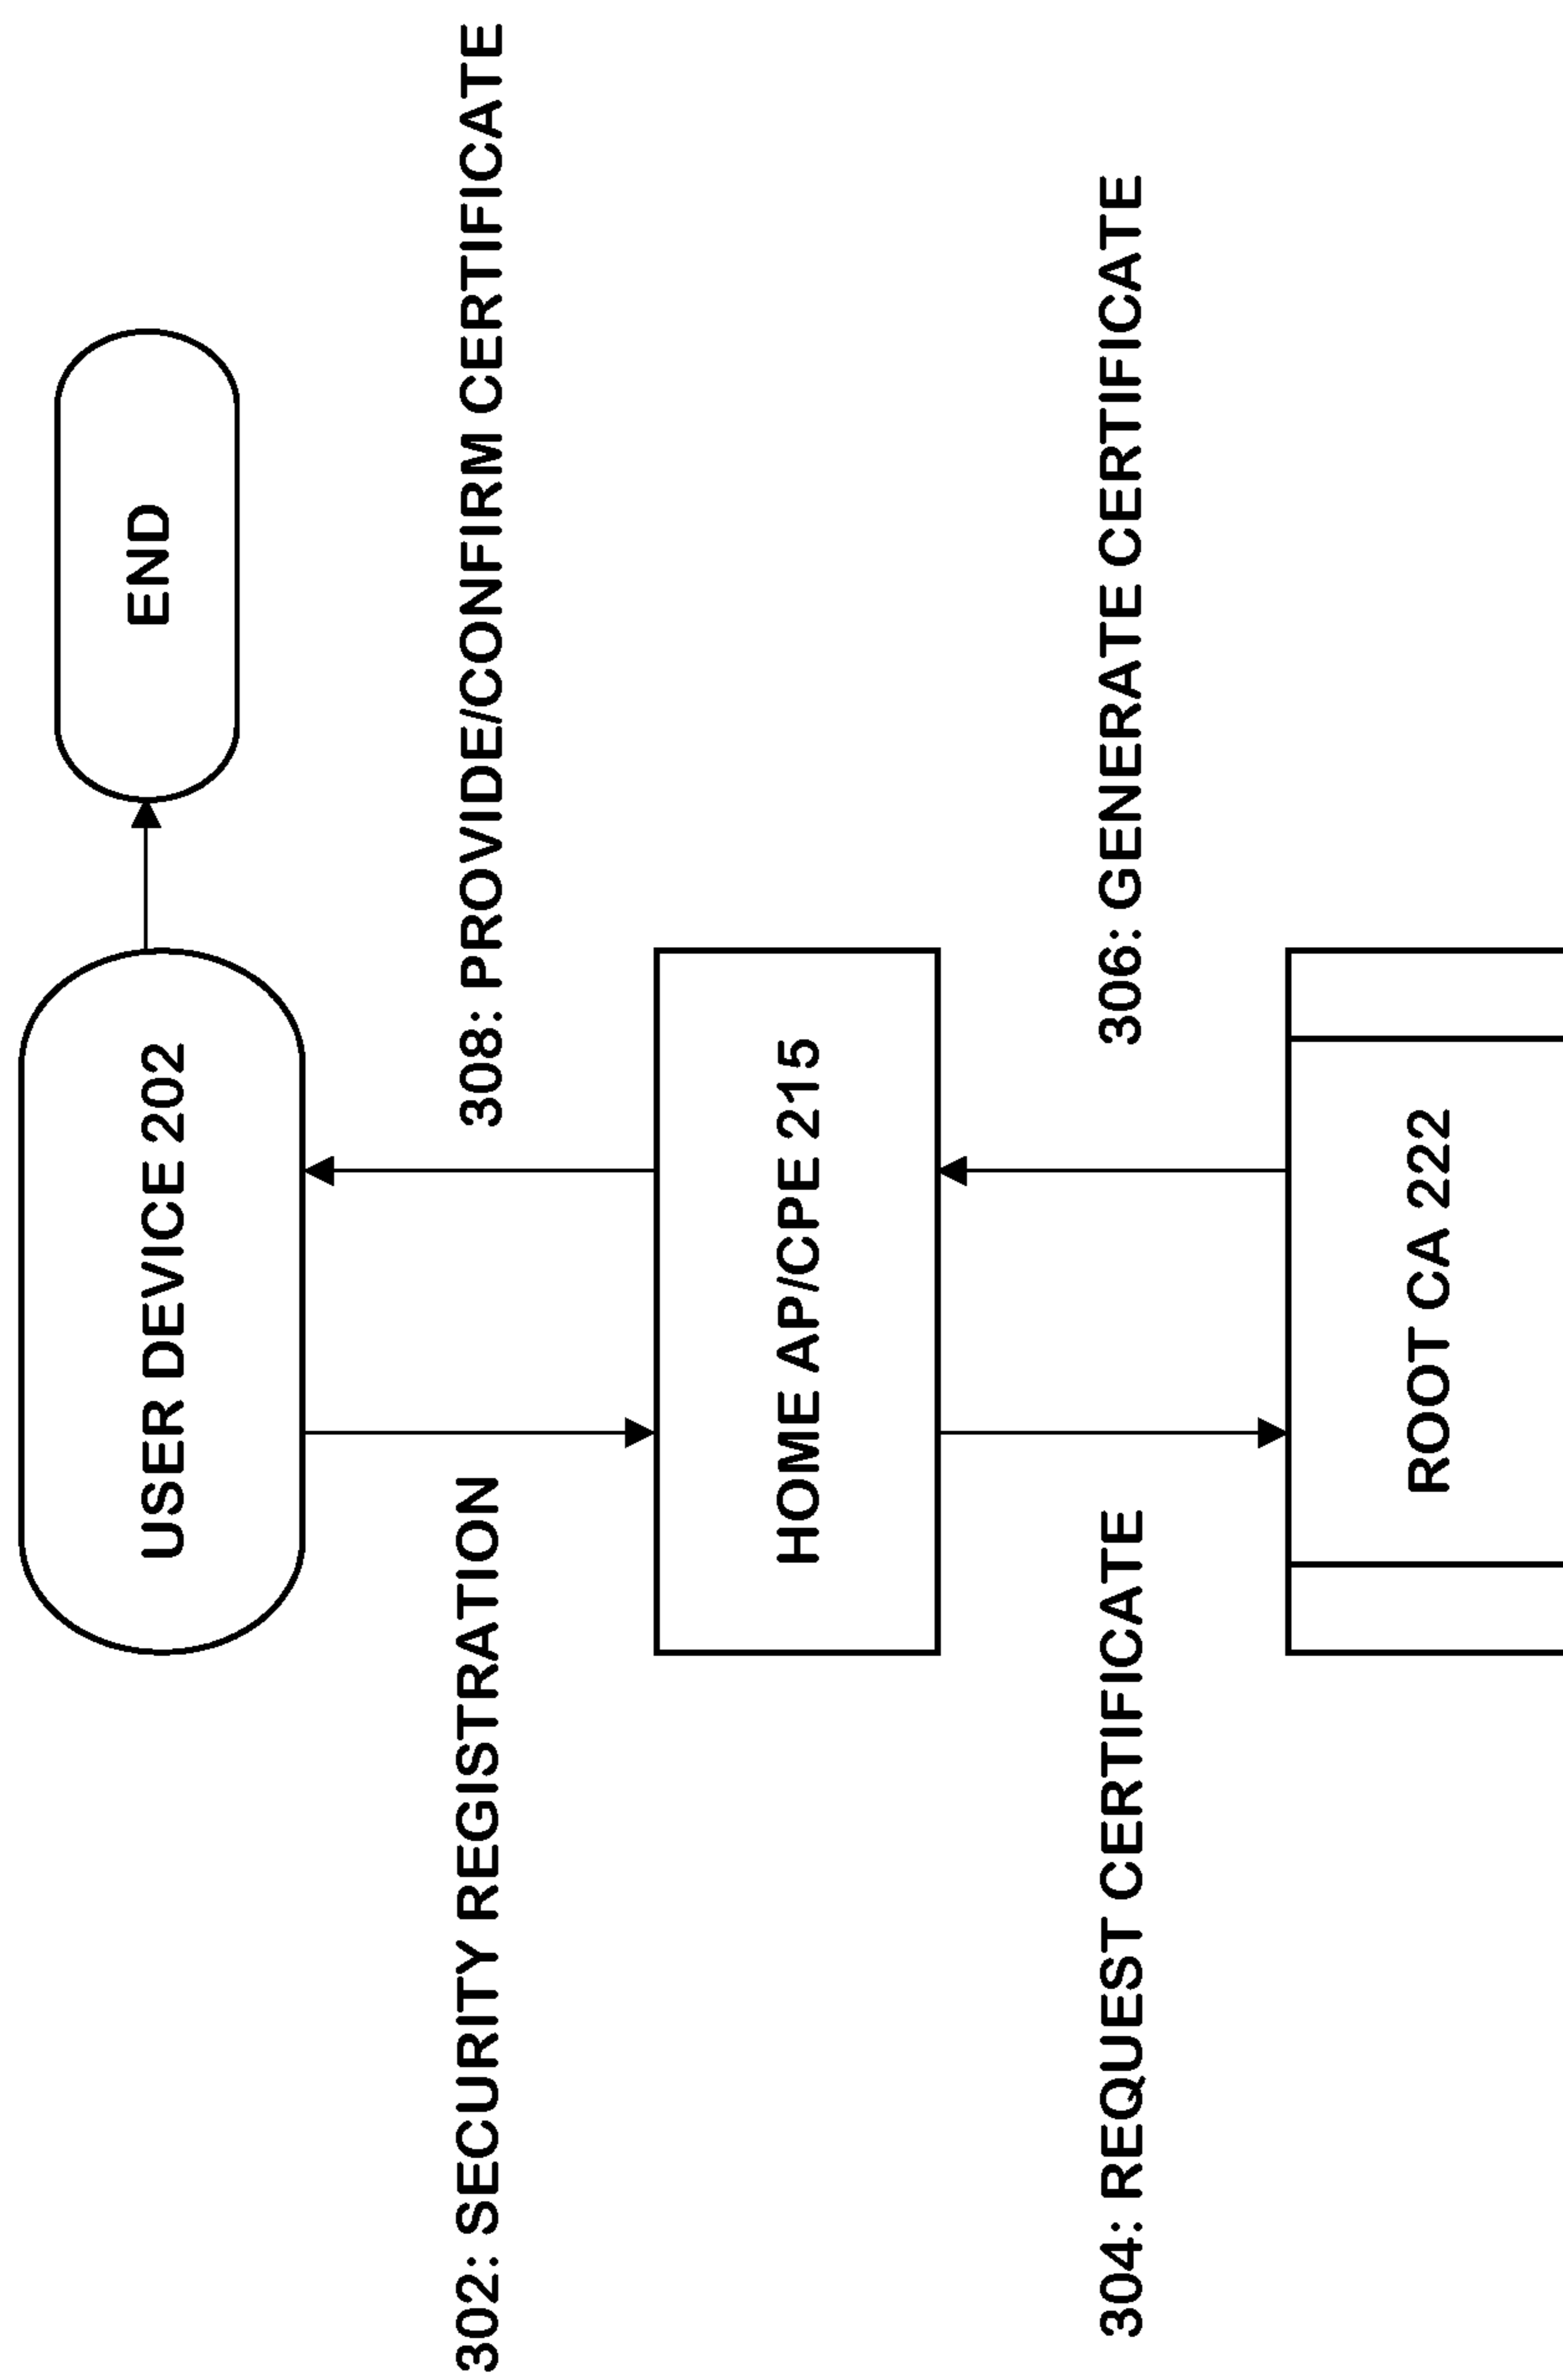 USER DEVICE 202
END
302: SECURITY REGISTRATION
308: PROVIDE/CONFIRM CERTIFICATE
HOME AP/CPE 215
304: REQUEST CERTIFICATE
306: GENERATE CERTIFICATE
ROOT CA 222